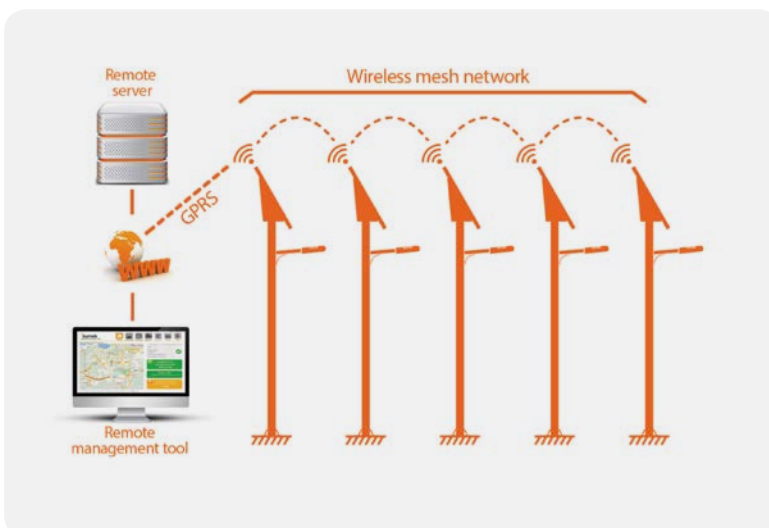 Remote
server
Wireless mesh network
GPRS
WWW
Remote
management tool